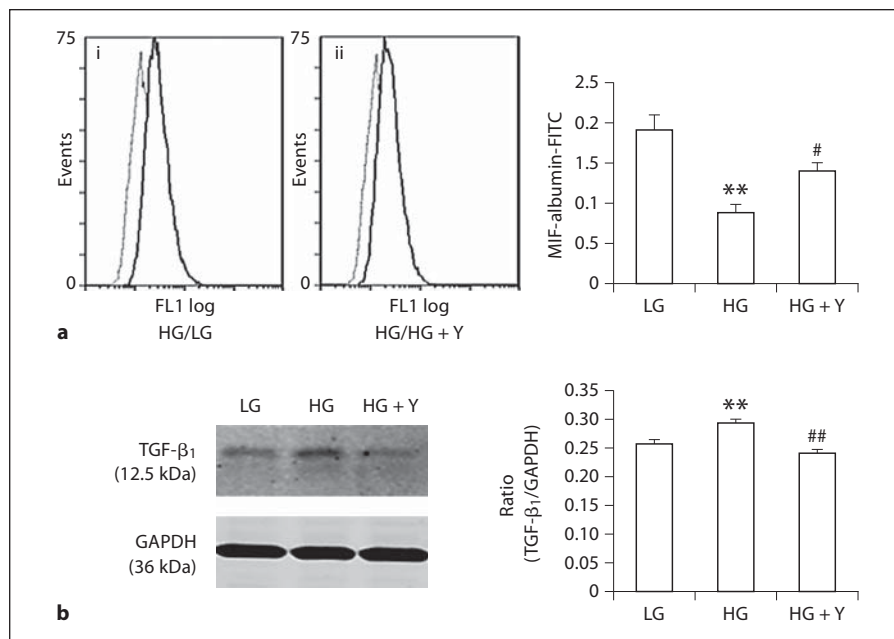 75
i
Events
0
FL1 log
HG/LG
75
ii
Events
0
FL1 log
HG/HG + Y
MIF-albumin-FITC
2.5
0.2
1.5
0.1
0.5
0
**
#
LG HG HG + Y
a
LG HG HG + Y
TGF-β1
(12.5 kDa)
GAPDH
(36 kDa)
Ratio
(TGF-β1/GAPDH)
0.35
0.30
0.25
0.20
0.15
0.10
0.05
0.00
**
##
LG HG HG + Y
b